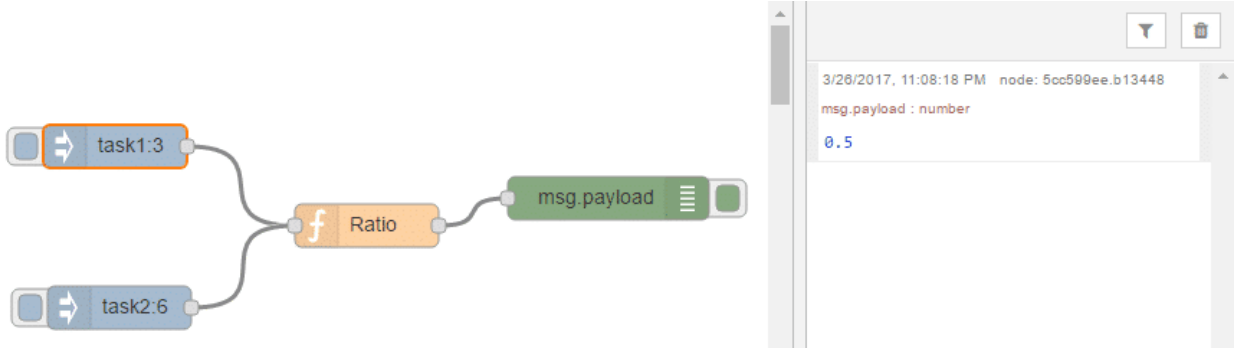 task1:3
Ratio
msg.payload
task2:6
3/26/2017, 11:08:18 PM node: 5cc599ee.b13448
msg.payload : number
0.5